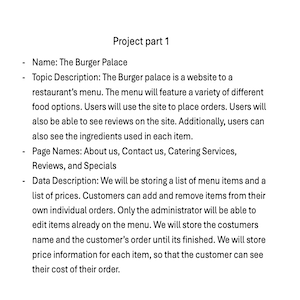 Project part 1
- Name: The Burger Palace
- Topic Description: The Burger palace is a website to a
restaurant's menu. The menu will feature a variety of different
food options. Users will use the site to place orders. Users will
also be able to see reviews on the site. Additionally, users can
also see the ingredients used in each item.
- Page Names: About us, Contact us, Catering Services,
Reviews, and Specials
- Data Description: We will be storing a list of menu items and a
list of prices. Customers can add and remove items from their
own individual orders. Only the administrator will be able to
edit items already on the menu. We will store the costumers
name and the customer's order until its finished. We will store
price information for each item, so that the customer can see
their cost of their order.